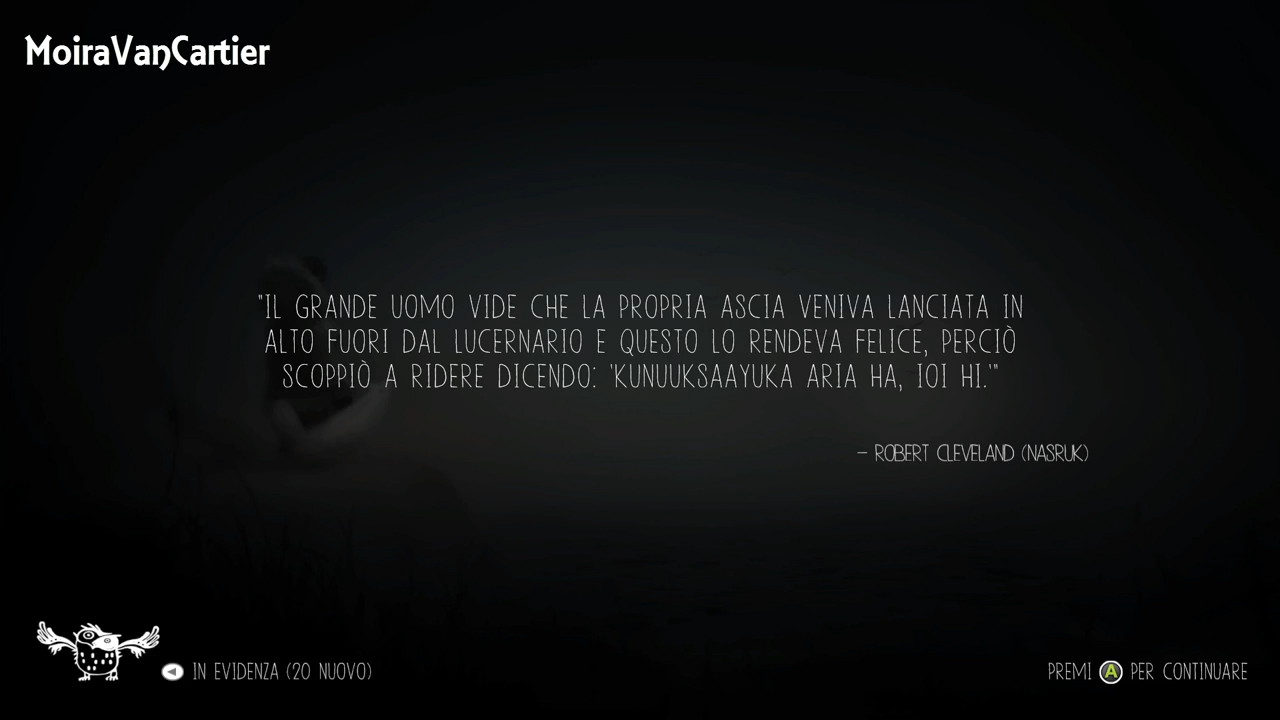 MoiraVanCartier
"IL GRANDE UOMO VIDE CHE LA PROPRIA ASCIA VENIVA LANCIATA IN
ALTO FUORI DAL LUCERNARIO E QUESTO LO RENDEVA FELICE, PERCIÒ
SCOPPIÒ A RIDERE DICENDO: 'KUNUUKSAAYUKA ARIA HA, IOI HI.'"
– ROBERT CLEVELAND (NASRUK)
IN EVIDENZA (20 NUOVO)
PREMI A PER CONTINUARE